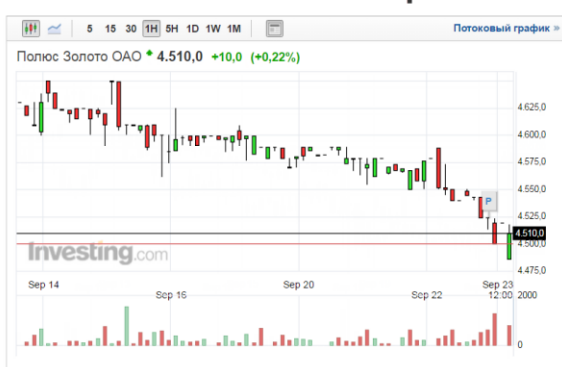 5 15 30 1H 5H 1D 1W 1M Потоковый график »
Полюс Золото ОАО 4.510,0 +10,0 (+0,22%)
4.625,0
4.600,0
4.575,0
4.550,0
P
4.525,0
4.510,0
4.500,0
Investing.com
4.475,0
Sep 14 Sep 20 Sep 23
Sep 16 Sep 22 12:00 2000
0